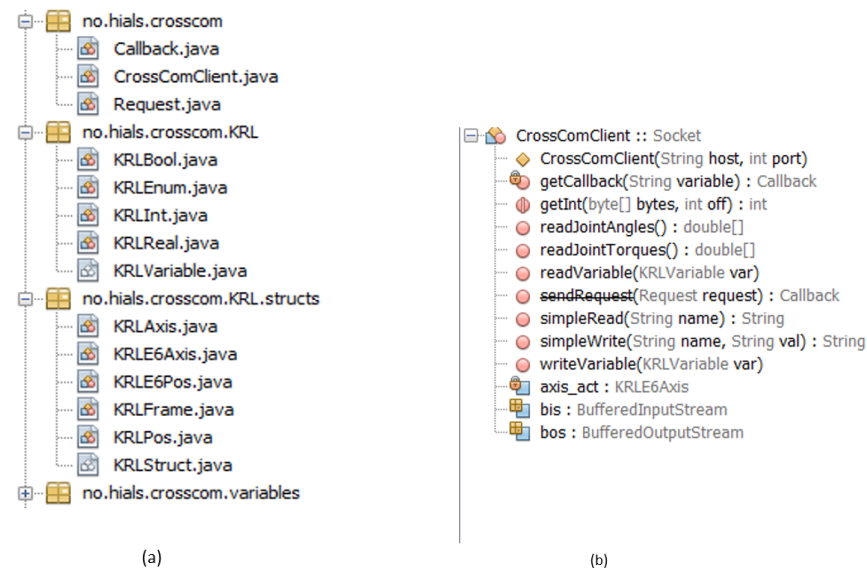 no.hials.crosscom
Callback.java
CrossComClient.java
Request.java
no.hials.crosscom.KRL
KRLBool.java
KRLEnum.java
KRLInt.java
KRLReal.java
KRLVariable.java
no.hials.crosscom.KRL.structs
KRLAxis.java
KRLE6Axis.java
KRLE6Pos.java
KRLFrame.java
KRLPos.java
KRLStruct.java
no.hials.crosscom.variables
(a)
CrossComClient :: Socket
CrossComClient(String host, int port)
getCallback(String variable) : Callback
getInt(byte[] bytes, int off) : int
readJointAngles() : double[]
readJointTorques() : double[]
readVariable(KRLVariable var)
sendRequest(Request request) : Callback
simpleRead(String name) : String
simpleWrite(String name, String val) : String
writeVariable(KRLVariable var)
axis_act : KRLE6Axis
bis : BufferedInputStream
bos : BufferedOutputStream
(b)